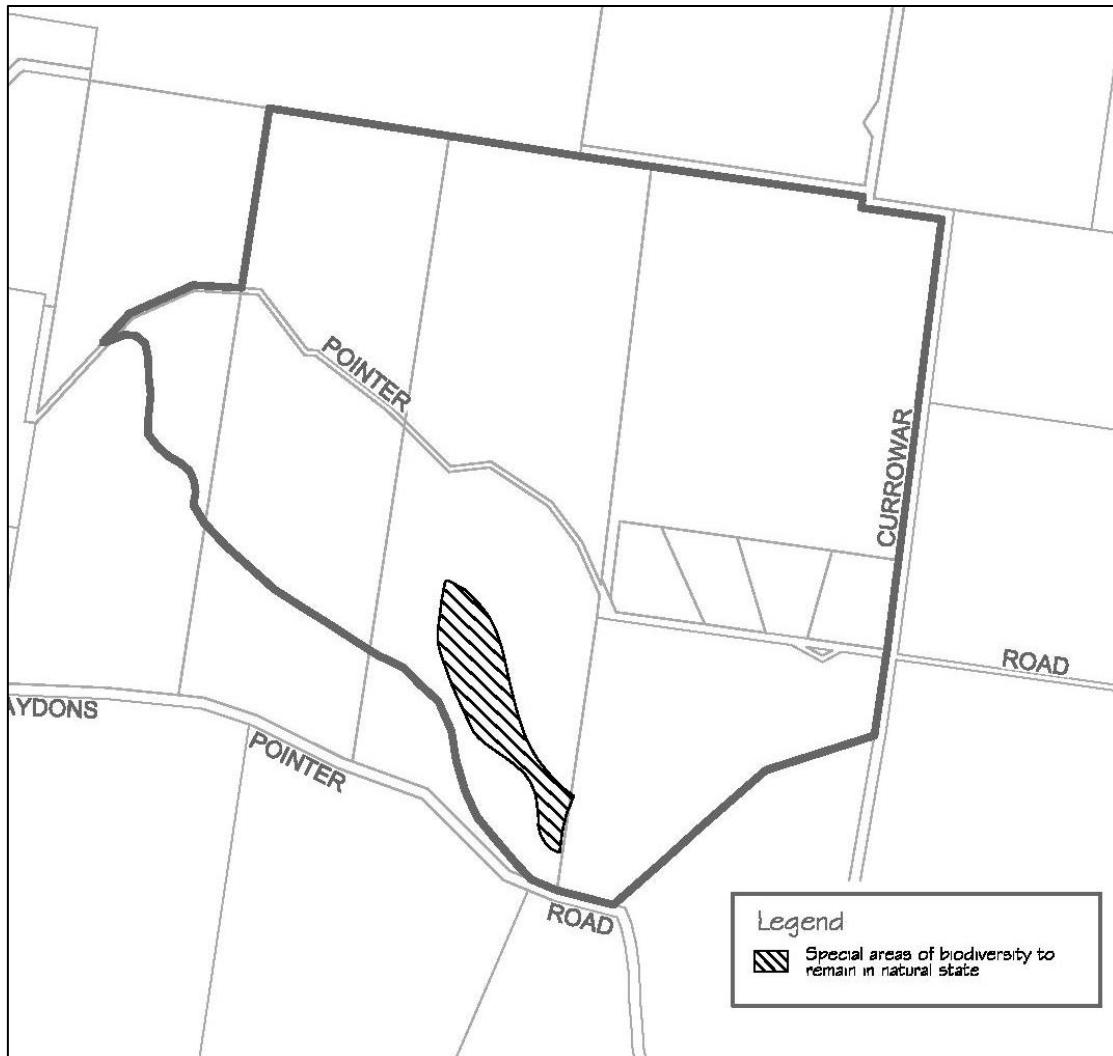 POINTER
CURROWAR
ROAD
AYDONS
POINTER
ROAD
Legend
Special areas of biodiversity to
remain in natural state